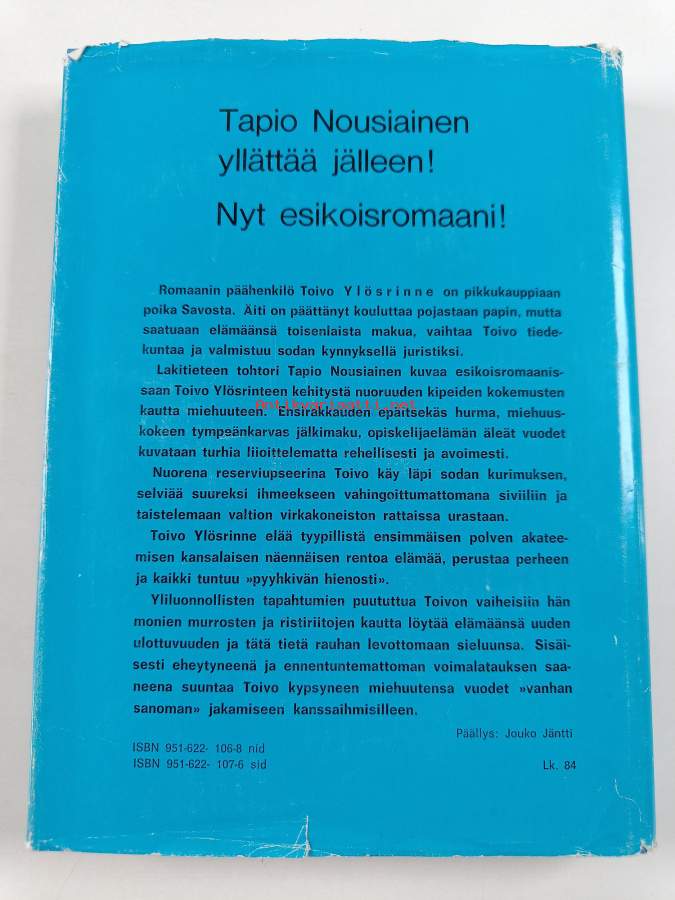 Tapio Nousiainen
yllättää jälleen!
Nyt esikoisromaani!
Romaanin päähenkilö Toivo Ylösrinne on pikkukauppiaan
poika Savosta. Äiti on päättänyt kouluttaa pojastaan papin, mutta
saatuaan elämäänsä toisenlaista makua, vaihtaa Toivo tiede-
kuntaa ja valmistuu sodan kynnyksellä juristiksi.
Lakitieteen tohtori Tapio Nousiainen kuvaa esikoisromaanis-
saan Toivo Ylösrinteen kehitystä nuoruuden kipeiden kokemusten
kautta miehuuteen. Ensirakkauden epäitsekäs hurma, miehuus-
antikvariaatti.net
kokeen tympeänkarvas jälkimaku, opiskelijaelämän äleät vuodet
kuvataan turhia liioittelematta rehellisesti ja avoimesti.
Nuorena reserviupseerina Toivo käy läpi sodan kurimuksen,
selviää suureksi ihmeekseen vahingoittumattomana siviiliin ja
taistelemaan valtion virkakoneiston rattaissa urastaan.
Toivo Ylösrinne elää tyypillistä ensimmäisen polven akatee-
misen kansalaisen näennäisen rentoa elämää, perustaa perheen
ja kaikki tuntuu »pyyhkivän hienosti».
Yliluonnollisten tapahtumien puututtua Toivon vaiheisiin hän
monien murrosten ja ristiriitojen kautta löytää elämäänsä uuden
ulottuvuuden ja tätä tietä rauhan levottomaan sieluunsa. Sisäi-
sesti eheytyneenä ja ennentuntemattoman voimalatauksen saa-
neena suuntaa Toivo kypsyneen miehuutensa vuodet »vanhan
sanoman» jakamiseen kanssaihmisilleen.
Päällys: Jouko Jäntti
ISBN 951-622- 106-8 nid
ISBN 951-622- 107-6 sid
Lk. 84